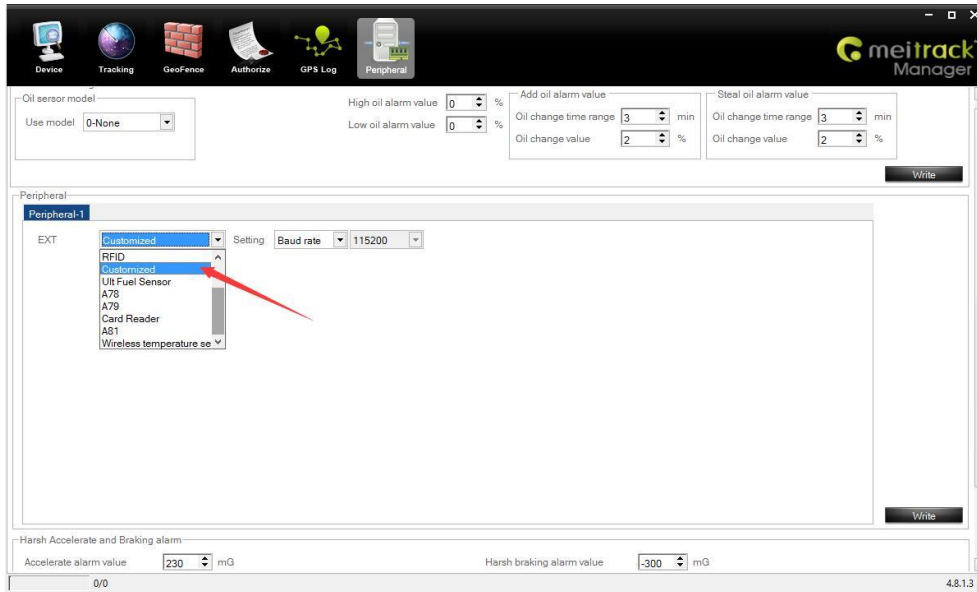 meitrack
Manager
Device Tracking GeoFence Authorize GPS Log Peripheral
Oil sersor model
Use model 0-None
High oil alarm value 0 %
Low oil alarm value 0 %
Add oil alarm value
Oil change time range 3 min
Oil change value 2 %
Steal oil alarm value
Oil change time range 3 min
Oil change value 2 %
Write
Peripheral
Peripheral-1
EXT Customized Setting Baud rate 115200
RFID
Customized
Ult Fuel Sensor
A78
A79
Card Reader
A81
Wireless temperature se
Write
Harsh Accelerate and Braking alarm
Accelerate alarm value 230 mG Harsh braking alarm value -300 mG
0/0 4.8.1.3